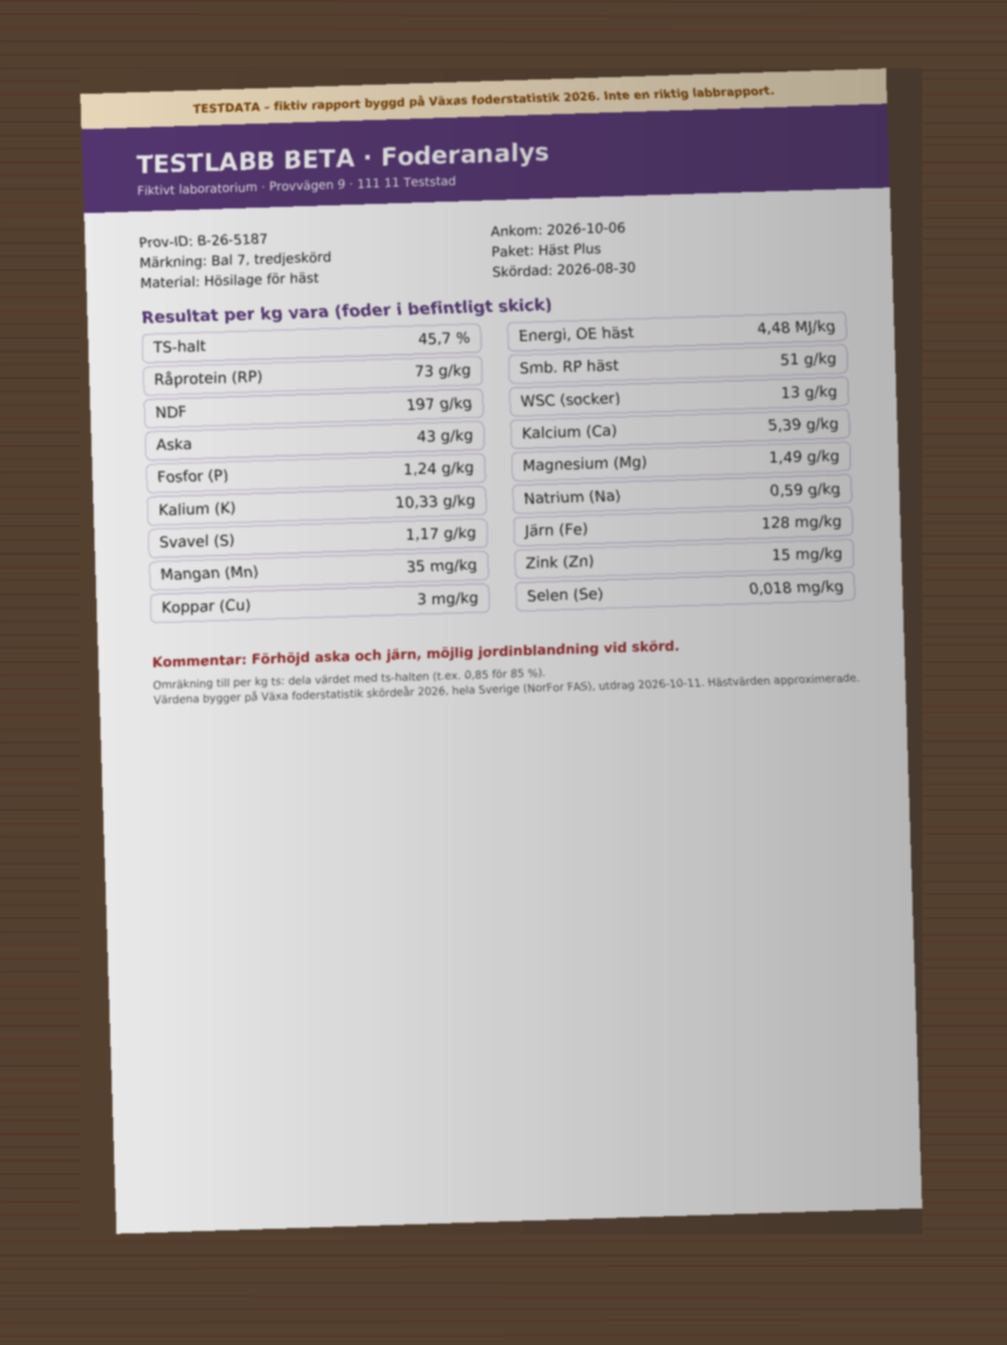 TESTDATA – fiktiv rapport byggd på Växas foderstatistik 2026. Inte en riktig labbrapport.
TESTLABB BETA · Foderanalys
Fiktivt laboratorium · Provvägen 9 · 111 11 Teststad
Prov-ID: B-26-5187
Märkning: Bal 7, tredjeskörd
Material: Hösilage för häst
Ankom: 2026-10-06
Paket: Häst Plus
Skördad: 2026-08-30
Resultat per kg vara (foder i befintligt skick)
TS-halt 45,7 %
Råprotein (RP) 73 g/kg
NDF 197 g/kg
Aska 43 g/kg
Fosfor (P) 1,24 g/kg
Kalium (K) 10,33 g/kg
Svavel (S) 1,17 g/kg
Mangan (Mn) 35 mg/kg
Koppar (Cu) 3 mg/kg
Energi, OE häst 4,48 MJ/kg
Smb. RP häst 51 g/kg
WSC (socker) 13 g/kg
Kalcium (Ca) 5,39 g/kg
Magnesium (Mg) 1,49 g/kg
Natrium (Na) 0,59 g/kg
Järn (Fe) 128 mg/kg
Zink (Zn) 15 mg/kg
Selen (Se) 0,018 mg/kg
Kommentar: Förhöjd aska och järn, möjlig jordinblandning vid skörd.
Omräkning till per kg ts: dela värdet med ts-halten (t.ex. 0,85 för 85 %).
Värdena bygger på Växa foderstatistik skördeår 2026, hela Sverige (NorFor FAS), utdrag 2026-10-11. Hästvärden approximerade.